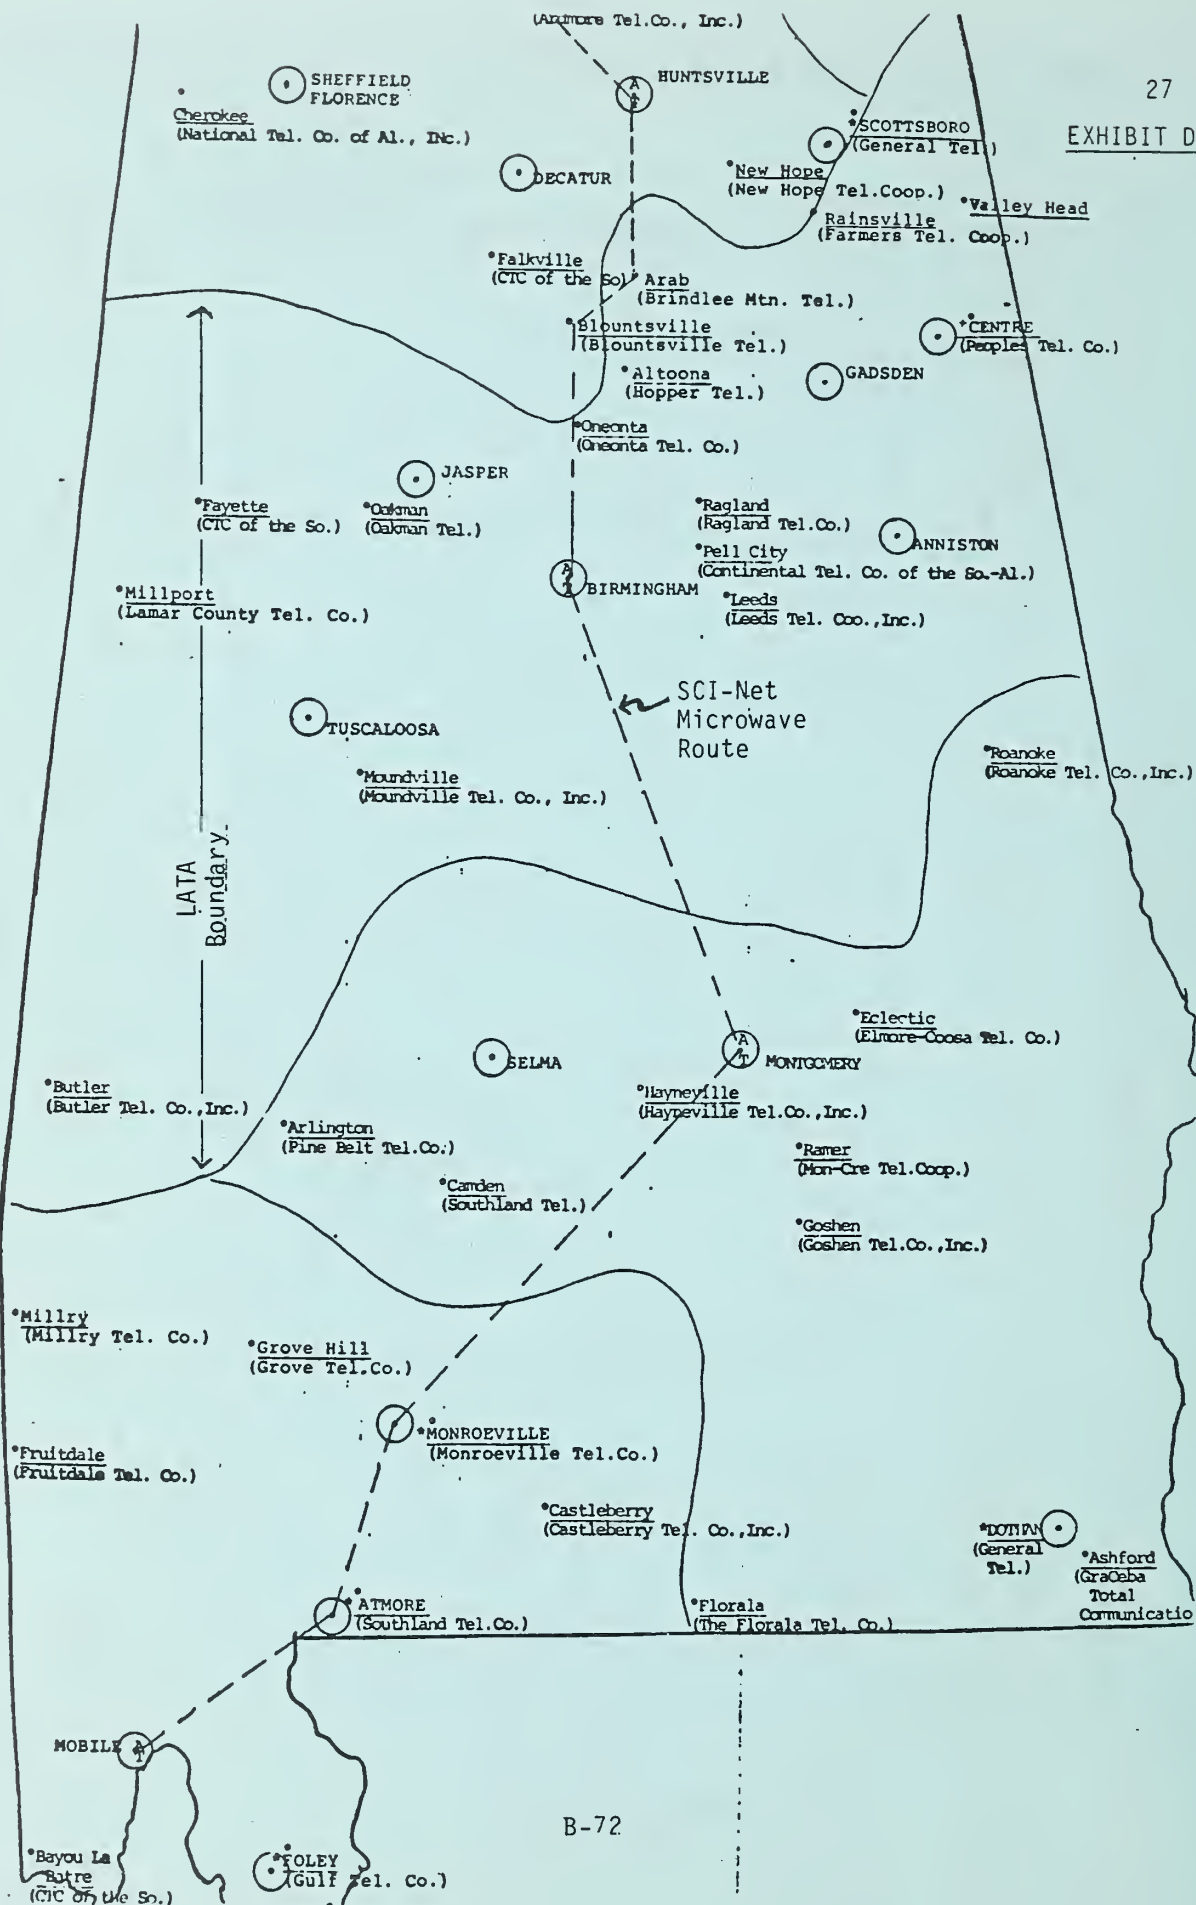 (Ardmore Tel.Co., Inc.)
27
EXHIBIT D
HUNTSVILLE
SHEFFIELD
FLORENCE
Cherokee
(National Tel. Co. of Al., INc.)
*SCOTTSBORO
(General Tel.)
DECATUR
New Hope
(New Hope Tel.Coop.)
Valley Head
Rainsville
(Farmers Tel. Coop.)
Falkville
(CTC of the So)
Arab
(Brindlee Mtn. Tel.)
Blountsville
(Blountsville Tel.)
*CENTRE
(Peoples Tel. Co.)
Altoona
(Hopper Tel.)
GADSDEN
Oneonta
(Oneonta Tel. Co.)
JASPER
Fayette
(CTC of the So.)
Oakman
(Oakman Tel.)
Ragland
(Ragland Tel.Co.)
ANNISTON
Pell City
(Continental Tel. Co. of the So.-Al.)
A
T
BIRMINGHAM
Millport
(Lamar County Tel. Co.)
Leeds
(Leeds Tel. Coo.,Inc.)
SCI-Net
Microwave
Route
TUSCALOOSA
Roanoke
(Roanoke Tel. Co.,Inc.)
Moundville
(Moundville Tel. Co., Inc.)
LATA
Boundary
Eclectic
(Elmore-Coosa Tel. Co.)
SELMA
A
T
MONTGOMERY
Butler
(Butler Tel. Co.,Inc.)
Hayneville
(Hayneville Tel.Co.,Inc.)
Arlington
(Pine Belt Tel.Co.)
Ramer
(Mon-Cre Tel.Coop.)
Camden
(Southland Tel.)
Goshen
(Goshen Tel.Co.,Inc.)
Millry
(Millry Tel. Co.)
Grove Hill
(Grove Tel.Co.)
*MONROEVILLE
(Monroeville Tel.Co.)
Fruitdale
(Fruitdale Tel. Co.)
Castleberry
(Castleberry Tel. Co.,Inc.)
*DOTHAN
(General
Tel.)
Ashford
(GraCeba
Total
Communicatio
*ATMORE
(Southland Tel.Co.)
Florala
(The Florala Tel. Co.)
MOBILE
A
T
B-72
Bayou La
Batre
(CTC of the So.)
*FOLEY
(Gulf Tel. Co.)